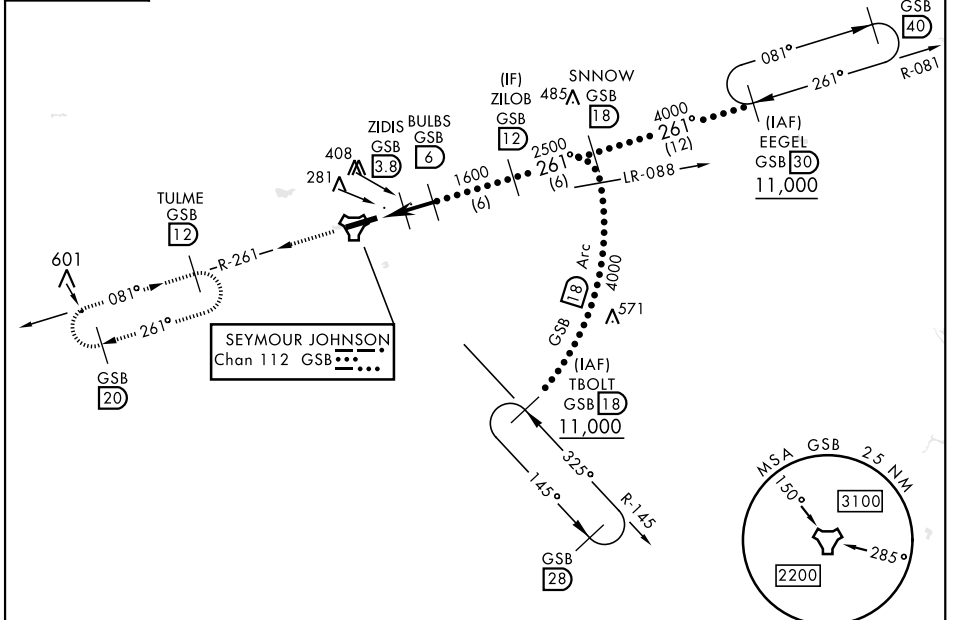 GSB
40
081°
R-081
261°
(IF)
ZILOB
GSB
12
SNNOW
485
GSB
18
4000
261°
(12)
(IAF)
EEGEL
GSB 30
11,000
ZIDIS
GSB
3.8
BULBS
GSB
6
408
281
1600
(6)
2500
261°
(6)
LR-088
TULME
GSB
12
R-261
601
081°
261°
GSB
20
SEYMOUR JOHNSON
Chan 112 GSB
GSB 18 Arc
4000
571
(IAF)
TBOLT
GSB 18
11,000
325°
145°
R-145
GSB
28
MSA GSB 25 NM
150°
3100
285°
2200